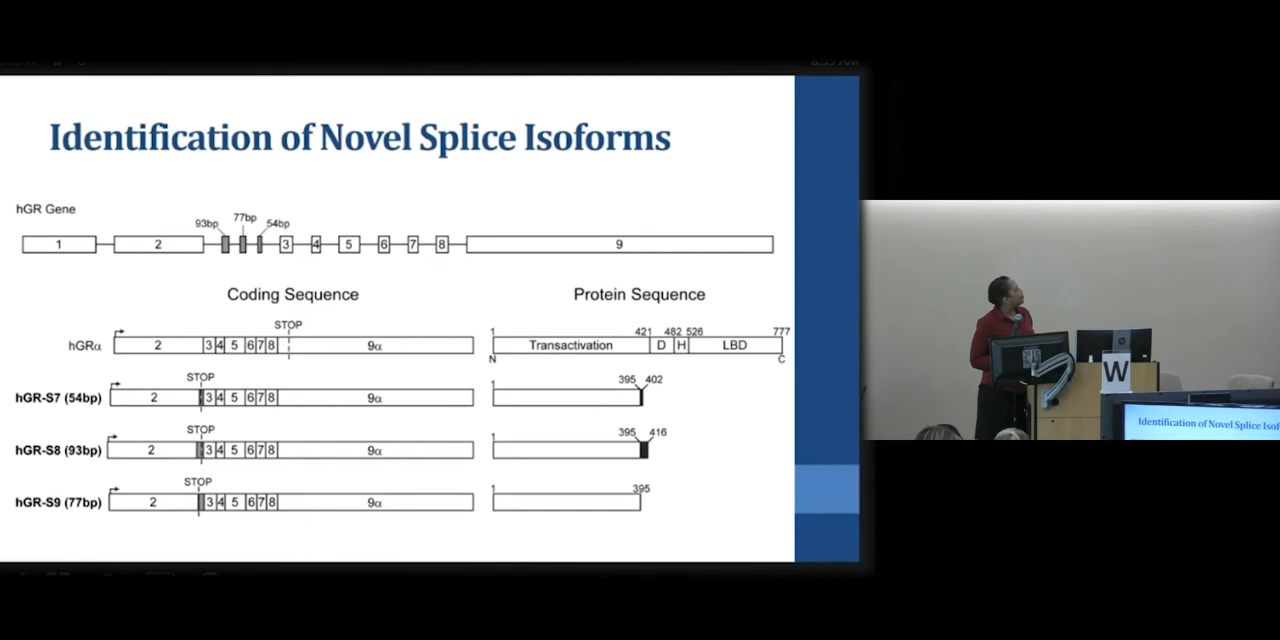 Identification of Novel Splice Isoforms
hGR Gene
93bp 77bp 54bp
1 2 3 4 5 6 7 8 9
Coding Sequence Protein Sequence
STOP 1 421 482 526 777
hGRα 2 3 4 5 6 7 8 9α Transactivation D H LBD
N C
STOP 1 395 402
hGR-S7 (54bp) 2 3 4 5 6 7 8 9α
STOP 1 395 416
hGR-S8 (93bp) 2 3 4 5 6 7 8 9α
STOP 1 395
hGR-S9 (77bp) 2 3 4 5 6 7 8 9α
W
Identification of Novel Splice Isof